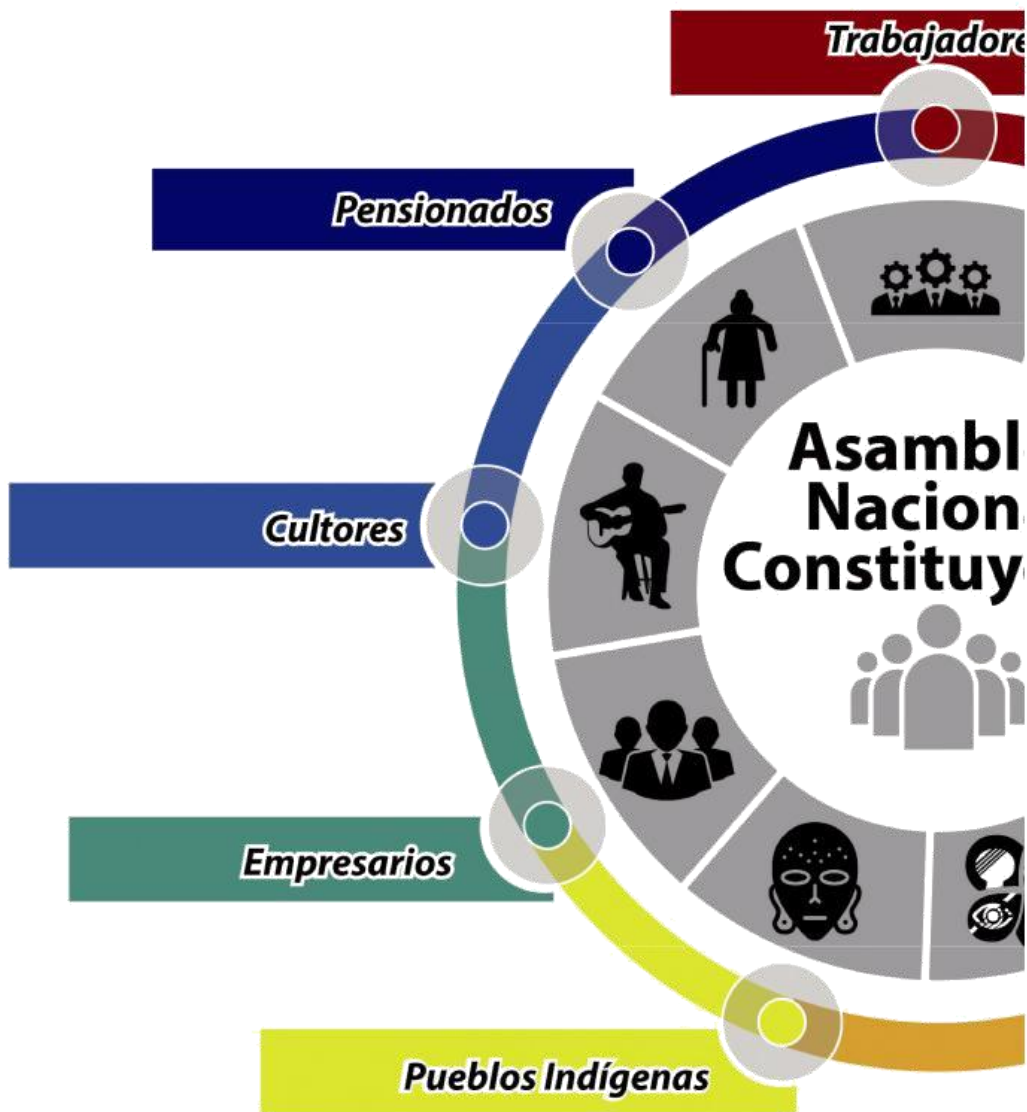 Trabajadore
Pensionados
Asambl
Nacion
Constituy
Cultores
Empresarios
Pueblos Indígenas